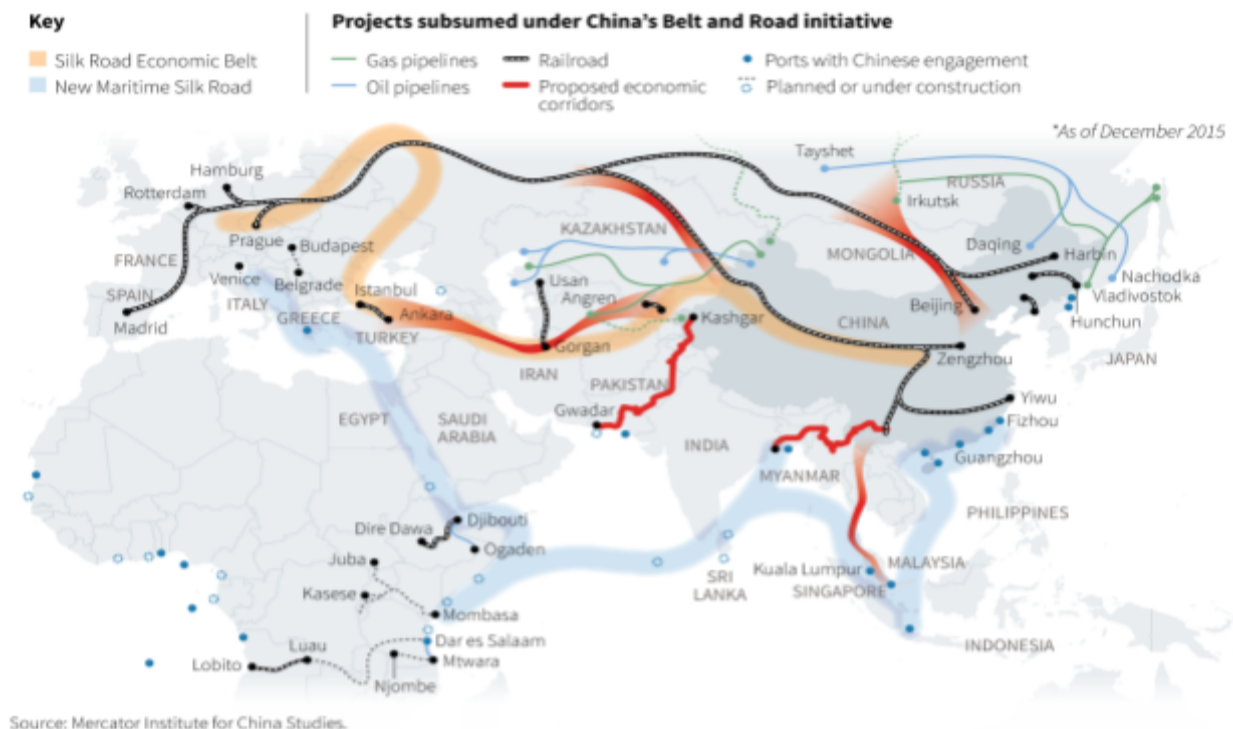 Key
Silk Road Economic Belt
New Maritime Silk Road
Projects subsumed under China's Belt and Road initiative
Gas pipelines
Oil pipelines
Railroad
Proposed economic
corridors
Ports with Chinese engagement
Planned or under construction
*As of December 2015
Tayshet
Hamburg
Rotterdam
RUSSIA
Irkutsk
KAZAKHSTAN
Prague
Budapest
MONGOLIA
Daqing
Harbin
FRANCE
Venice
Belgrade
Usan
Nachodka
SPAIN
ITALY
Istanbul
Angren
Beijing
Vladivostok
Madrid
GREECE
Ankara
Kashgar
CHINA
Hunchun
TURKEY
Gorgan
Zengzhou
JAPAN
IRAN
PAKISTAN
EGYPT
SAUDI
ARABIA
Gwadar
Yiwu
INDIA
Fizhou
MYANMAR
Guangzhou
PHILIPPINES
Dire Dawa
Djibouti
Ogaden
Juba
SRI
LANKA
Kuala Lumpur
MALAYSIA
Kasese
SINGAPORE
Mombasa
Dar es Salaam
INDONESIA
Luau
Lobito
Mtwara
Njombe
Source: Mercator Institute for China Studies.